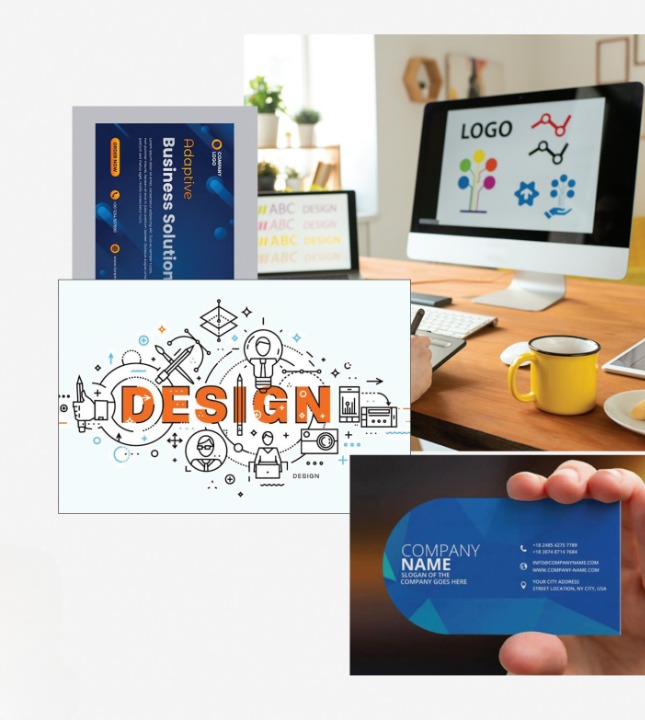 COMPANY
LOGO
Adaptive
Business Solution
ORDER NOW
LOGO
ABC DESIGN
ABC DESIGN
ABC DESIGN
ABC DESIGN
DESIGN
DESIGN
COMPANY
NAME
SLOGAN OF THE
COMPANY GOES HERE
+18 2485 4275 7789
+18 3874 8714 7684
INFO@COMPANYNAME.COM
WWW.COMPANY-NAME.COM
YOUR CITY ADDRESS
STREET LOCATION, NY CITY, USA